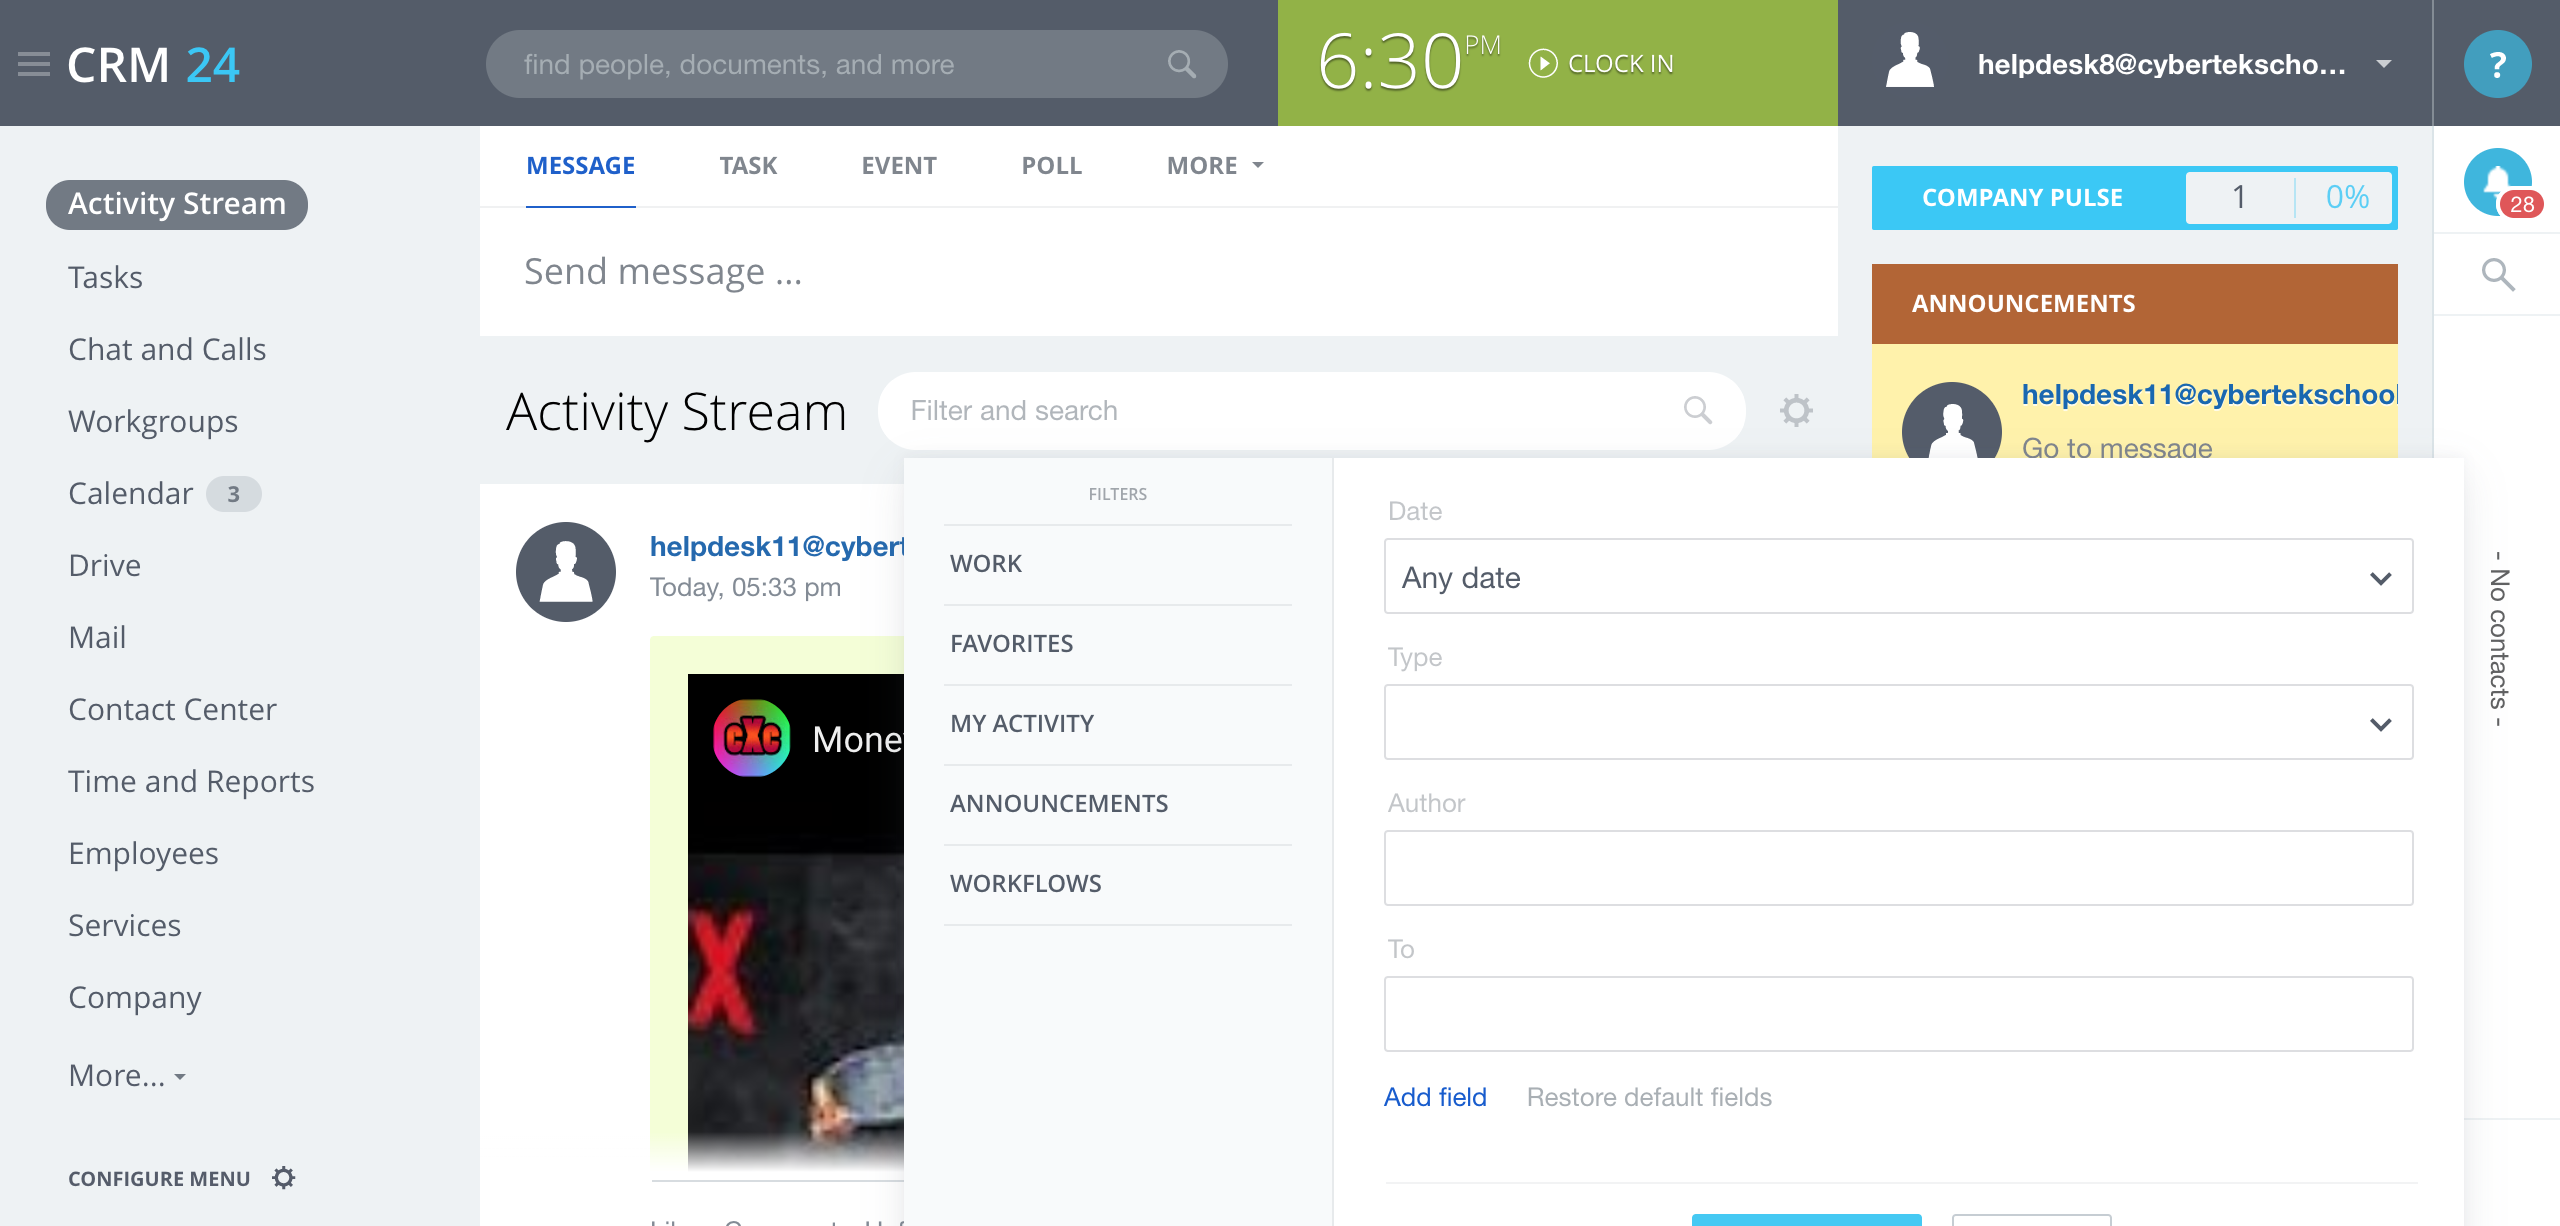 CRM 24
find people, documents, and more
6:30 PM
CLOCK IN
helpdesk8@cybertekscho...
?
Activity Stream
Tasks
Chat and Calls
Workgroups
Calendar 3
Drive
Mail
Contact Center
Time and Reports
Employees
Services
Company
More...
CONFIGURE MENU
MESSAGE TASK EVENT POLL MORE
Send message ...
Activity Stream
Filter and search
helpdesk11@cybert
Today, 05:33 pm
cXc
Mone
X
FILTERS
WORK
FAVORITES
MY ACTIVITY
ANNOUNCEMENTS
WORKFLOWS
Date
Any date
Type
Author
To
Add field Restore default fields
COMPANY PULSE 1 0%
ANNOUNCEMENTS
helpdesk11@cybertekschool
Go to message
28
- No contacts -